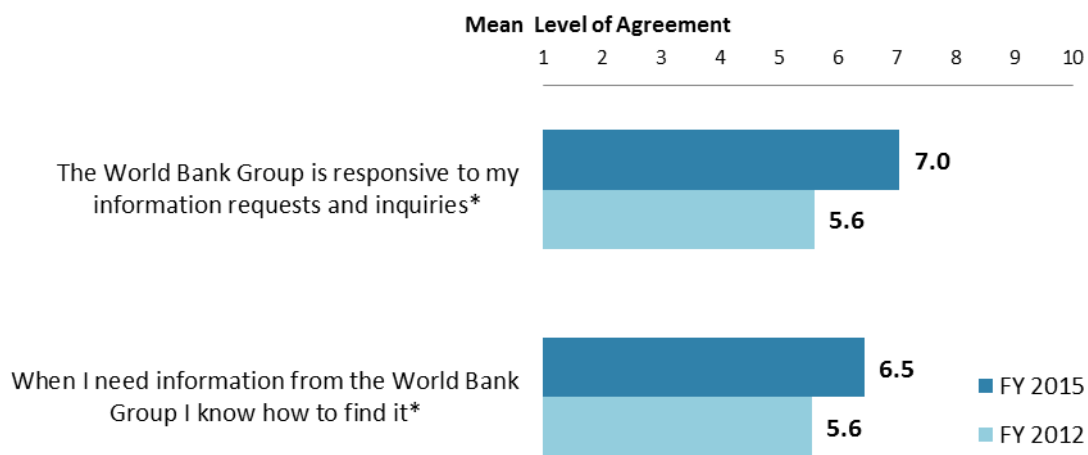 Mean Level of Agreement
1 2 3 4 5 6 7 8 9 10
The World Bank Group is responsive to my
information requests and inquiries*
7.0
5.6
When I need information from the World Bank
Group I know how to find it*
6.5
5.6
FY 2015
FY 2012